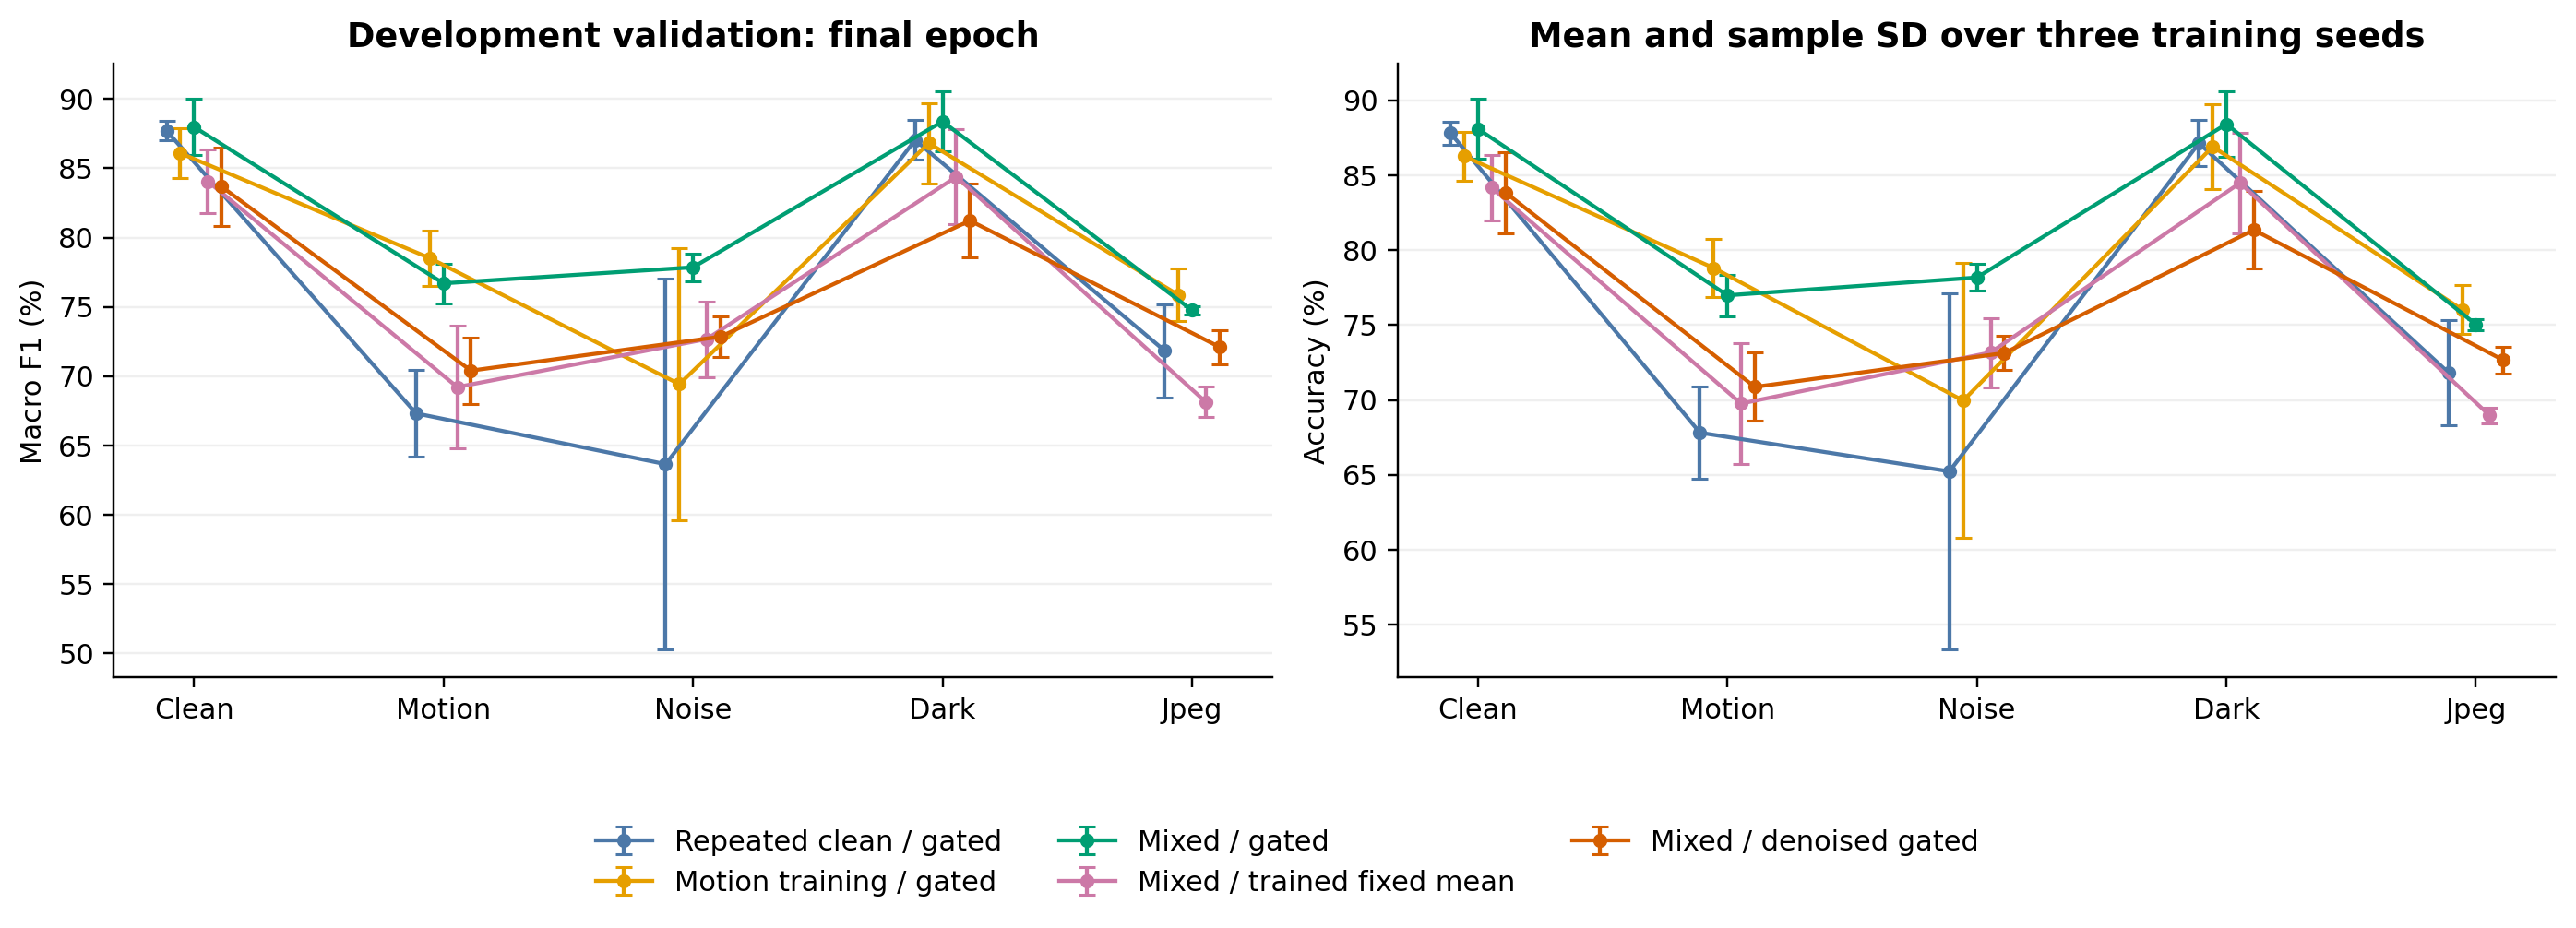 Development validation: final epoch
Macro F1 (%)
90
85
80
75
70
65
60
55
50
Clean Motion Noise Dark Jpeg
Mean and sample SD over three training seeds
Accuracy (%)
90
85
80
75
70
65
60
55
Clean Motion Noise Dark Jpeg
Repeated clean / gated
Motion training / gated
Mixed / gated
Mixed / trained fixed mean
Mixed / denoised gated